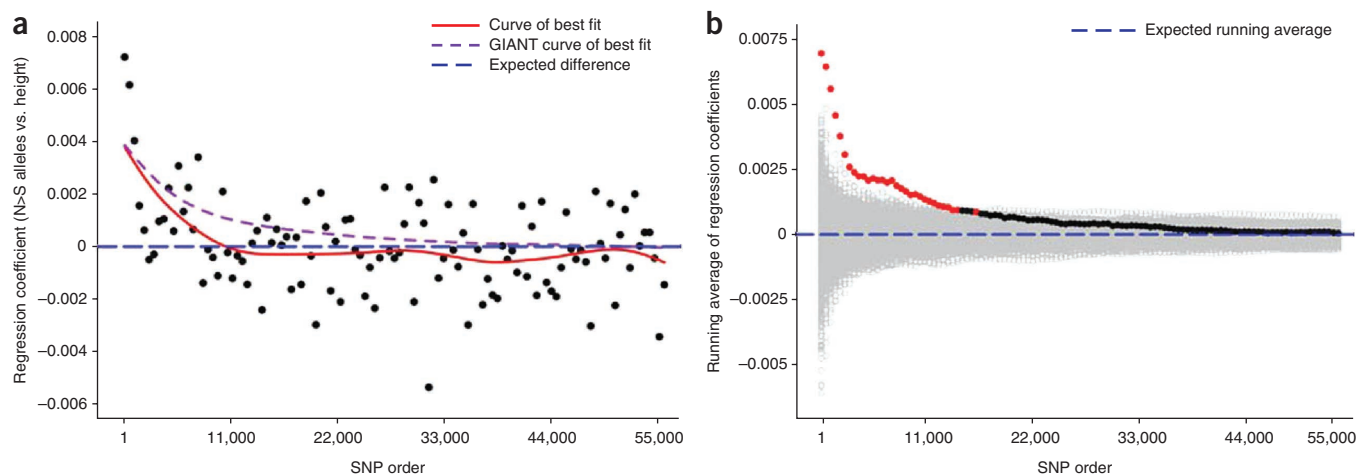 a
Curve of best fit
GIANT curve of best fit
Expected difference
Regression coefficient (N>S alleles vs. height)
0.008
0.006
0.004
0.002
0
−0.002
−0.004
−0.006
1
11,000
22,000
33,000
44,000
55,000
SNP order
b
Expected running average
Running average of regression coefficients
0.0075
0.005
0.0025
0
−0.0025
−0.005
1
11,000
22,000
33,000
44,000
55,000
SNP order